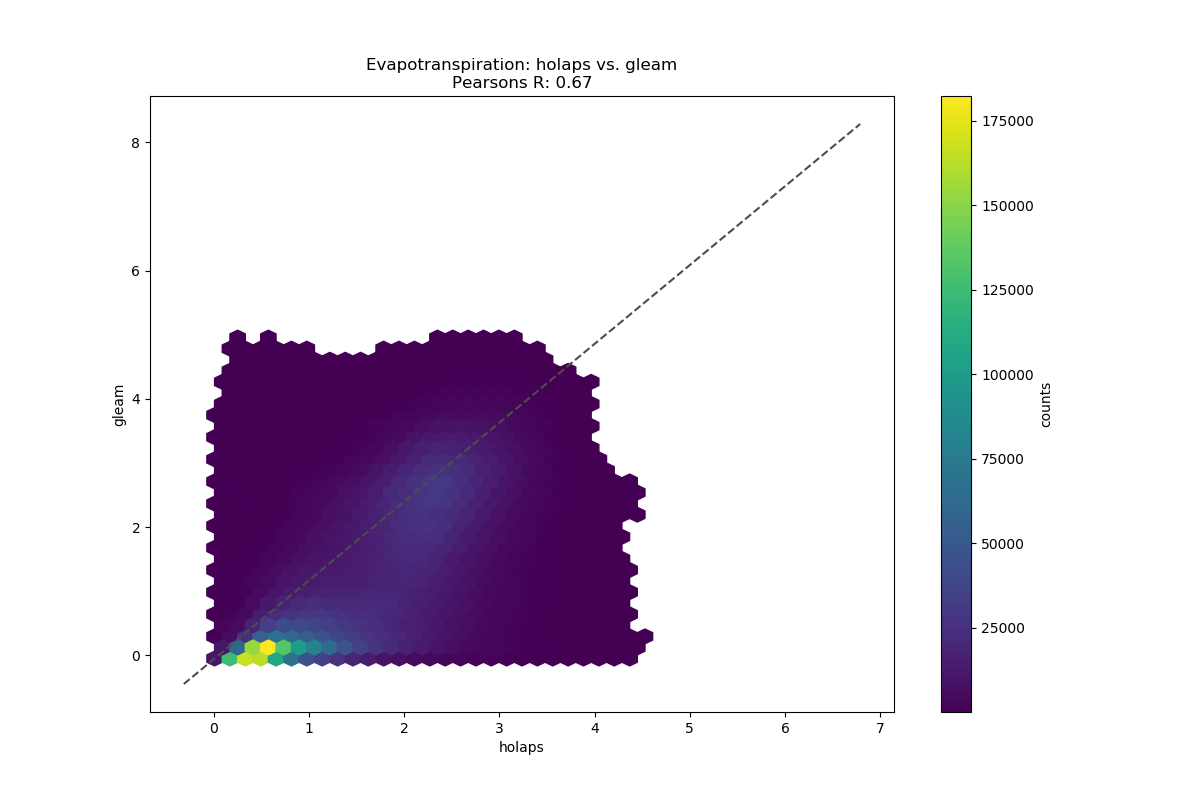 Evapotranspiration: holaps vs. gleam
Pearsons R: 0.67
8
6
4
2
0
gleam
0 1 2 3 4 5 6 7
holaps
175000
150000
125000
100000
75000
50000
25000
counts